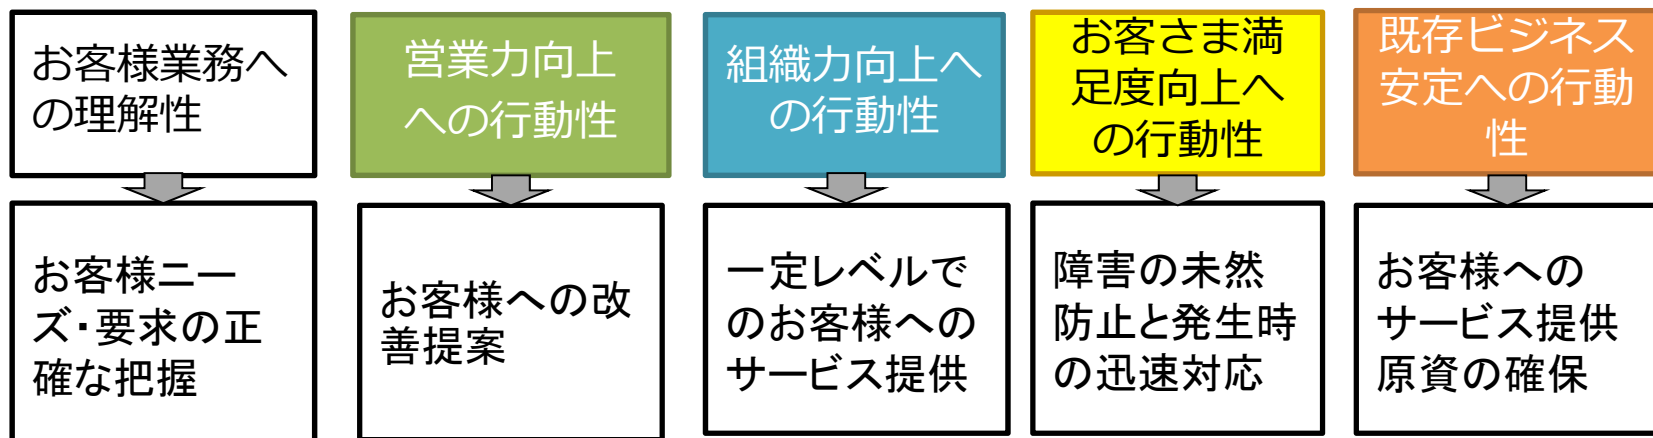 お客様業務へ
の理解性
営業力向上
への行動性
組織力向上へ
の行動性
お客さま満
足度向上へ
の行動性
既存ビジネス
安定への行動
性
お客様ニー
ズ・要求の正
確な把握
お客様への改
善提案
一定レベルで
のお客様への
サービス提供
障害の未然
防止と発生時
の迅速対応
お客様への
サービス提供
原資の確保